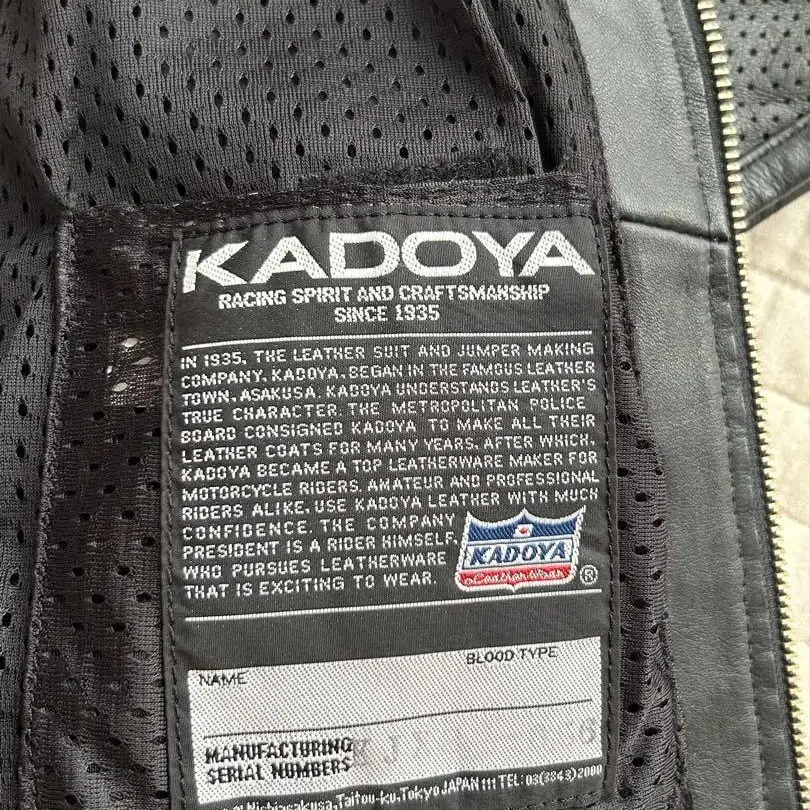 KADOYA
RACING SPIRIT AND CRAFTSMANSHIP
SINCE 1935
IN 1935, THE LEATHER SUIT AND JUMPER MAKING
COMPANY, KADOYA, BEGAN IN THE FAMOUS LEATHER
TOWN, ASAKUSA. KADOYA UNDERSTANDS LEATHER'S
TRUE CHARACTER. THE METROPOLITAN POLICE
BOARD CONSIGNED KADOYA TO MAKE ALL THEIR
LEATHER COATS FOR MANY YEARS. AFTER WHICH,
KADOYA BECAME A TOP LEATHERWARE MAKER FOR
MOTORCYCLE RIDERS, AMATEUR AND PROFESSIONAL
RIDERS ALIKE. USE KADOYA LEATHER WITH MUCH
CONFIDENCE. THE COMPANY
PRESIDENT IS A RIDER HIMSELF,
WHO PURSUES LEATHERWARE
THAT IS EXCITING TO WEAR.
KADOYA
Leather Wear
®
BLOOD TYPE
NAME
MANUFACTURING
SERIAL NUMBERS
Nishiasakusa, Taitou-ku, Tokyo JAPAN 111 TEL: 03(3843)2000